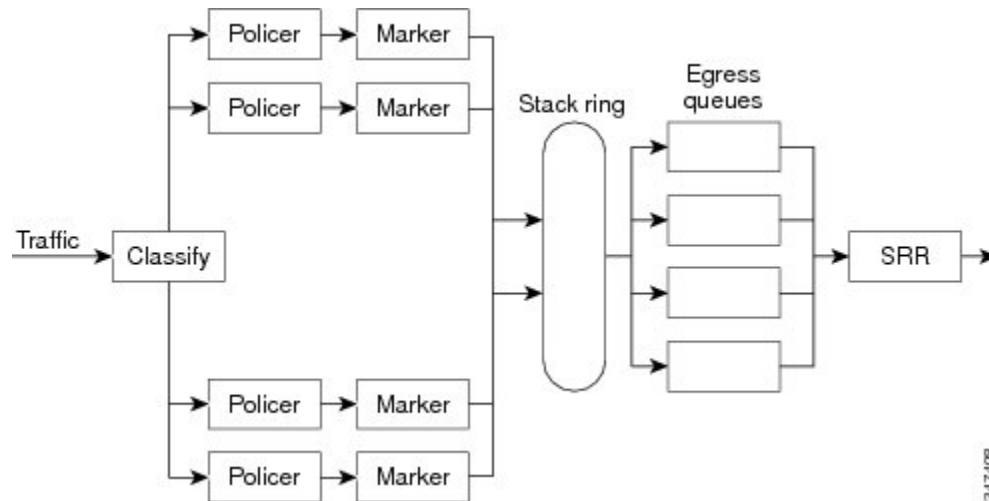 Policer
Marker
Policer
Marker
Egress
queues
Stack ring
Traffic
Classify
SRR
Policer
Marker
Policer
Marker